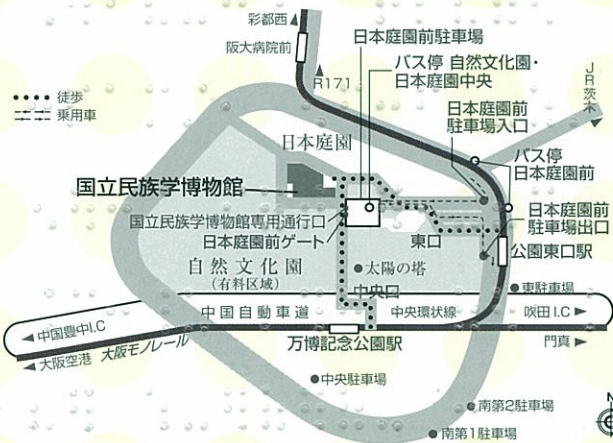 彩都西
阪大病院前
R171
日本庭園前駐車場
バス停 自然文化園・
日本庭園中央
JR茨木
徒歩
乗用車
日本庭園前
駐車場入口
日本庭園
バス停
日本庭園前
国立民族学博物館
国立民族学博物館専用通行口
日本庭園前ゲート
日本庭園前
駐車場出口
東口
公園東口駅
自然文化園
(有料区域)
太陽の塔
中央口
東駐車場
中国自動車道
中央環状線
吹田 I.C
中国豊中I.C
大阪空港 大阪モノレール
万博記念公園駅
門真
中央駐車場
南第2駐車場
南第1駐車場
N